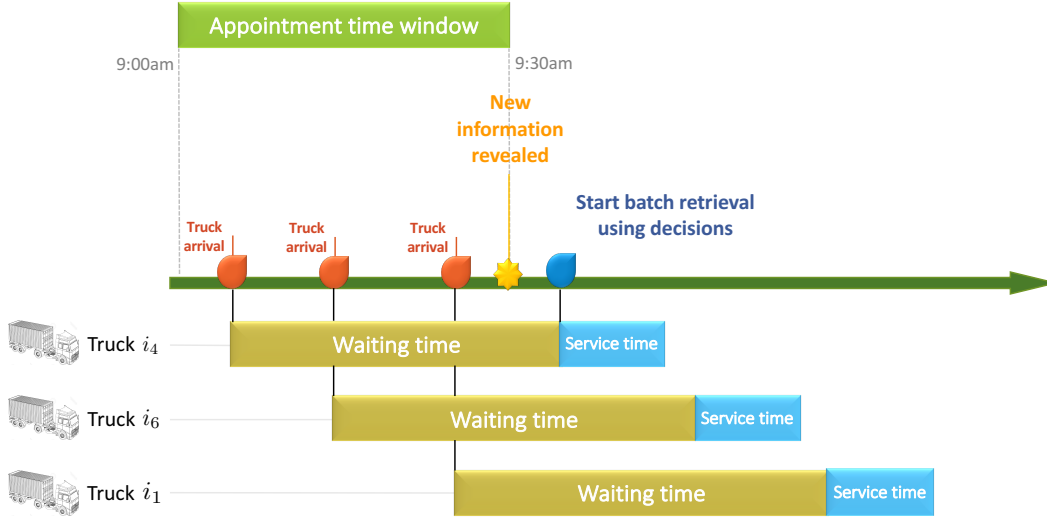 Appointment time window
9:00am
9:30am
New
information
revealed
Start batch retrieval
using decisions
Truck
arrival
Truck
arrival
Truck
arrival
Truck i₄
Waiting time
Service time
Truck i₆
Waiting time
Service time
Truck i₁
Waiting time
Service time